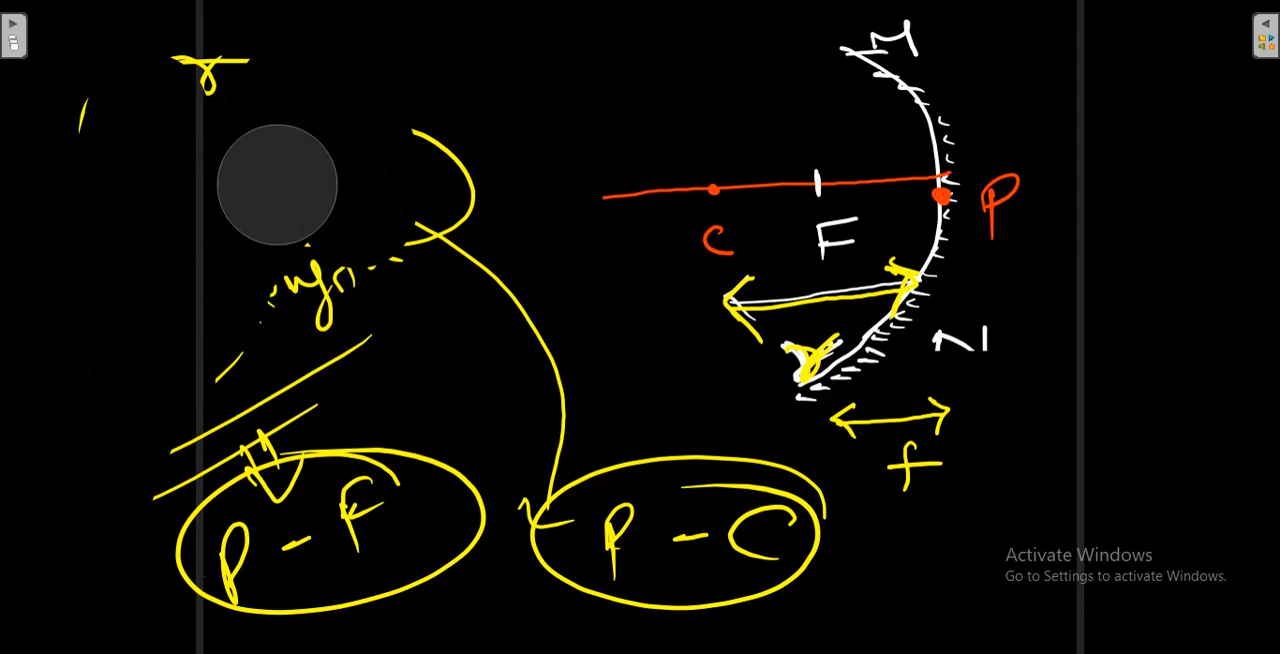 M
P
C
F
N
f
P - F
P - C
Activate Windows
Go to Settings to activate Windows.